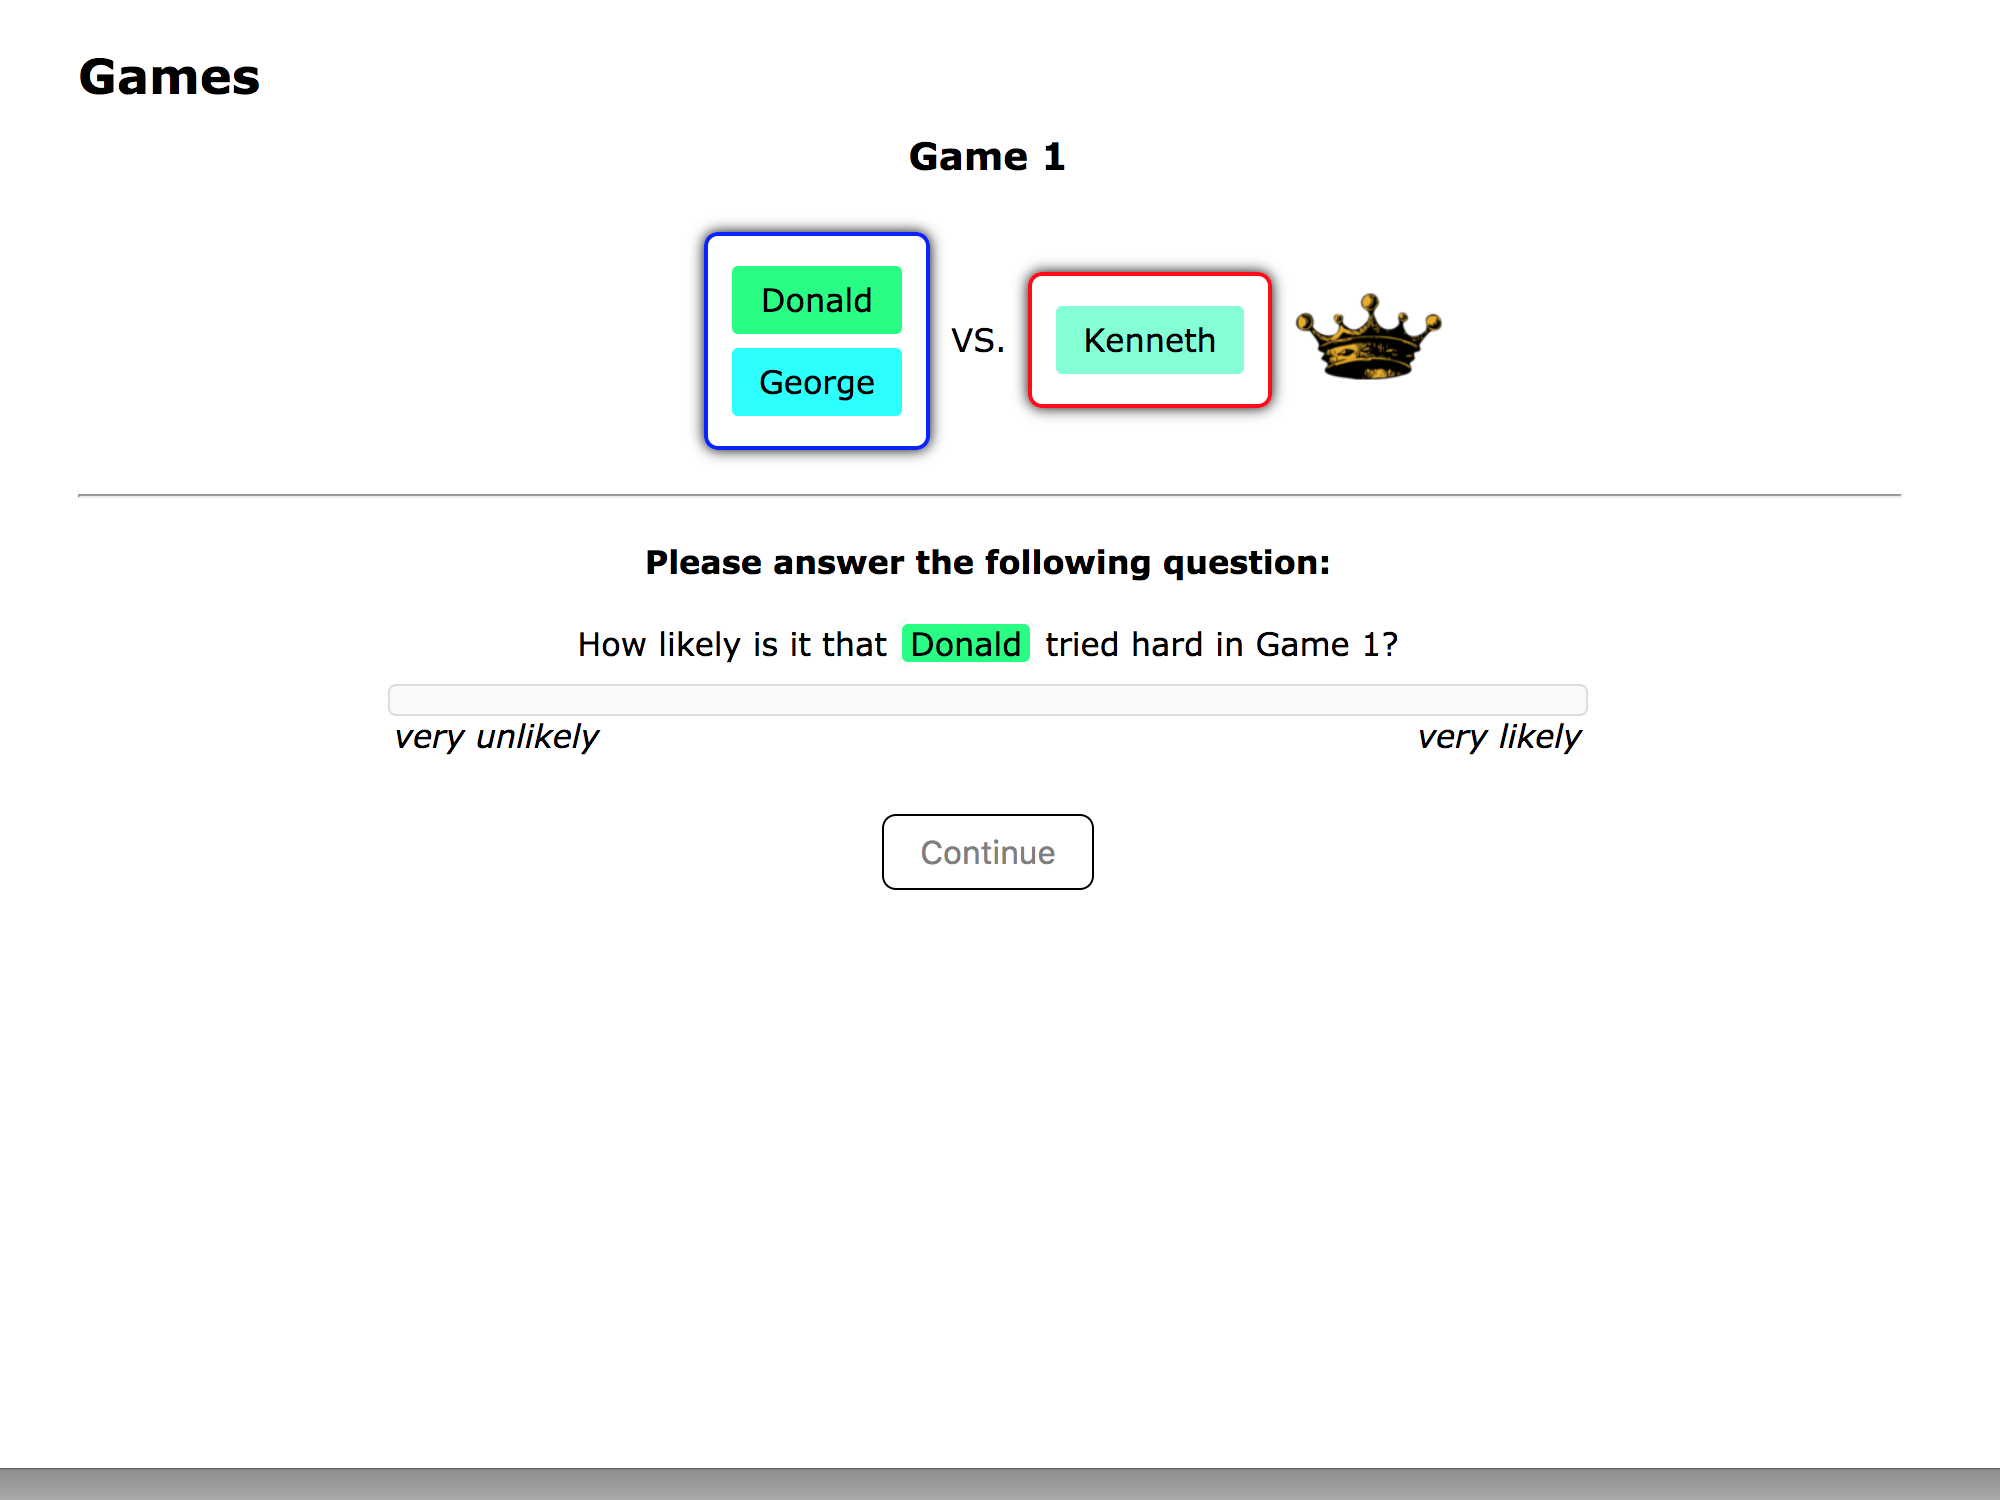 Games
Game 1
Donald
George
VS.
Kenneth
Please answer the following question:
How likely is it that Donald tried hard in Game 1?
very unlikely
very likely
Continue